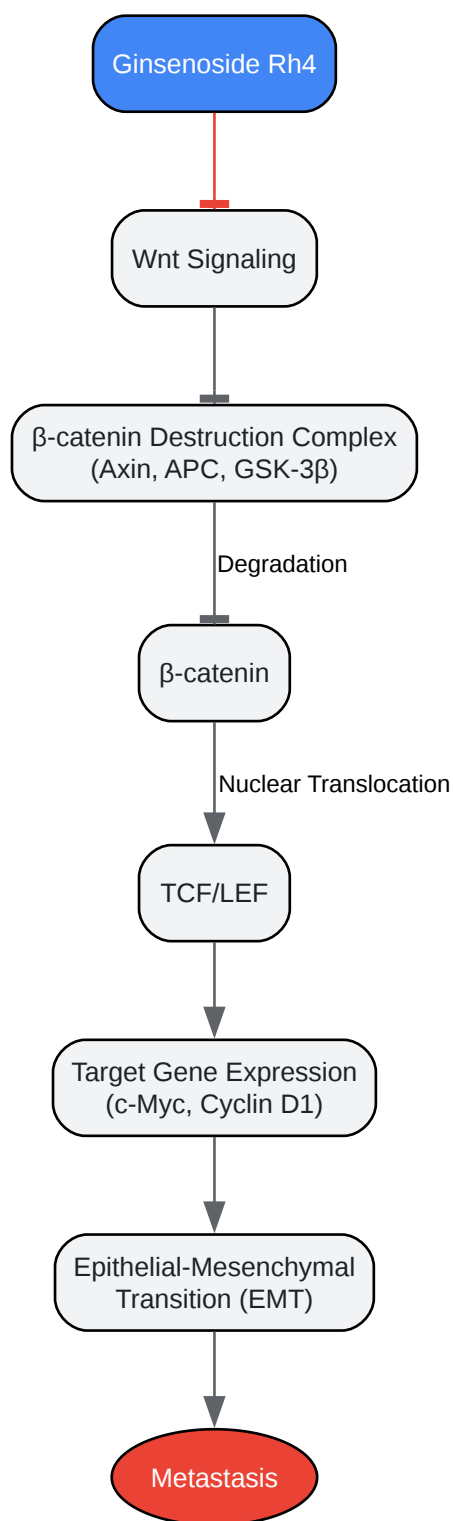 Ginsenoside Rh4
Wnt Signaling
β-catenin Destruction Complex
(Axin, APC, GSK-3β)
Degradation
β-catenin
Nuclear Translocation
TCF/LEF
Target Gene Expression
(c-Myc, Cyclin D1)
Epithelial-Mesenchymal
Transition (EMT)
Metastasis